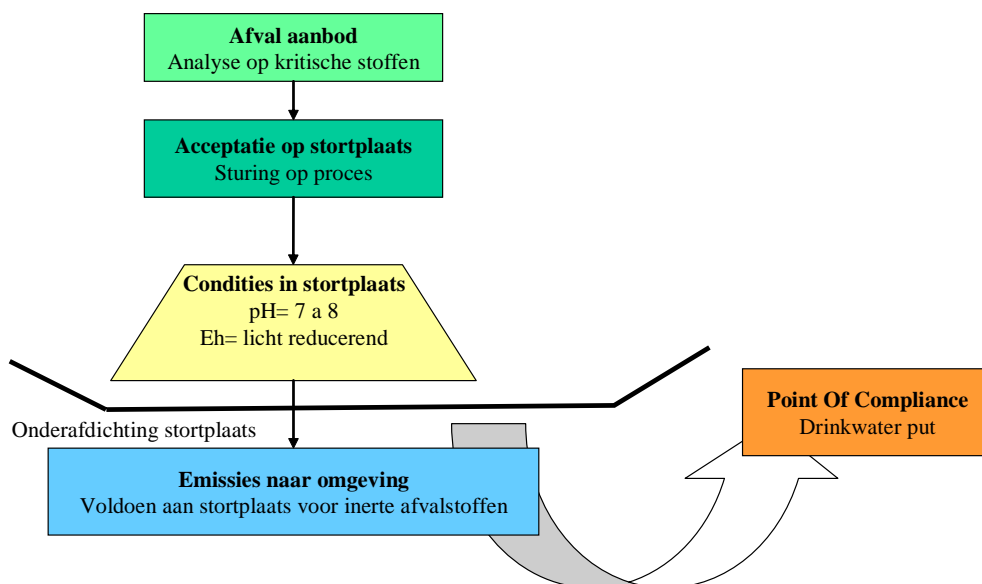 Afval aanbod
Analyse op kritische stoffen
Acceptatie op stortplaats
Sturing op proces
Condities in stortplaats
pH= 7 a 8
Eh= licht reducerend
Onderafdichting stortplaats
Emissies naar omgeving
Voldoen aan stortplaats voor inerte afvalstoffen
Point Of Compliance
Drinkwater put